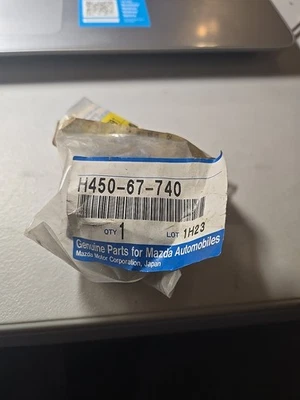 H450-67-740
QTY 1 LOT 1H23
Genuine Parts for Mazda Automobiles
Mazda Motor Corporation, Japan